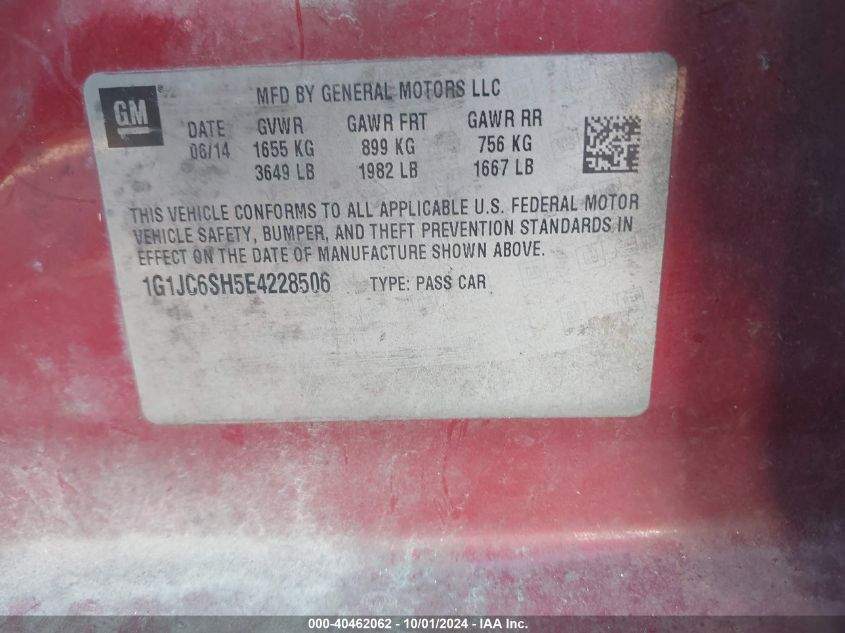 GM
MFD BY GENERAL MOTORS LLC
DATE GVWR GAWR FRT GAWR RR
06/14 1655 KG 899 KG 756 KG
3649 LB 1982 LB 1667 LB
THIS VEHICLE CONFORMS TO ALL APPLICABLE U.S. FEDERAL MOTOR
VEHICLE SAFETY, BUMPER, AND THEFT PREVENTION STANDARDS IN
EFFECT ON THE DATE OF MANUFACTURE SHOWN ABOVE.
1G1JC6SH5E4228506 TYPE: PASS CAR
000-40462062 - 10/01/2024 - IAA Inc.